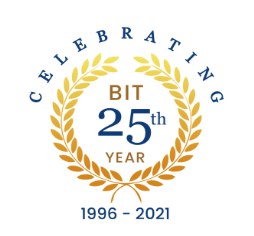 CELEBRATING
BIT
25th
YEAR
1996 - 2021